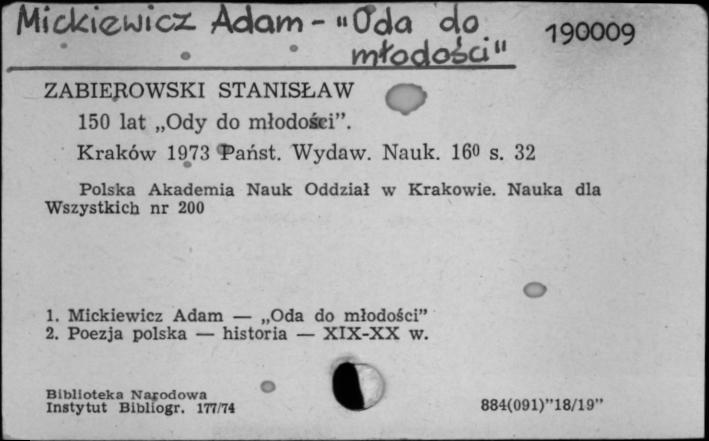 Mickiewicz Adam - "Oda do młodości"
190009
ZABIEROWSKI STANISŁAW
150 lat „Ody do młodości”.
Kraków 1973 Państ. Wydaw. Nauk. 16⁰ s. 32
Polska Akademia Nauk Oddział w Krakowie. Nauka dla
Wszystkich nr 200
1. Mickiewicz Adam — „Oda do młodości”
2. Poezja polska — historia — XIX-XX w.
Biblioteka Narodowa
Instytut Bibliogr. 177/74
884(091)”18/19”